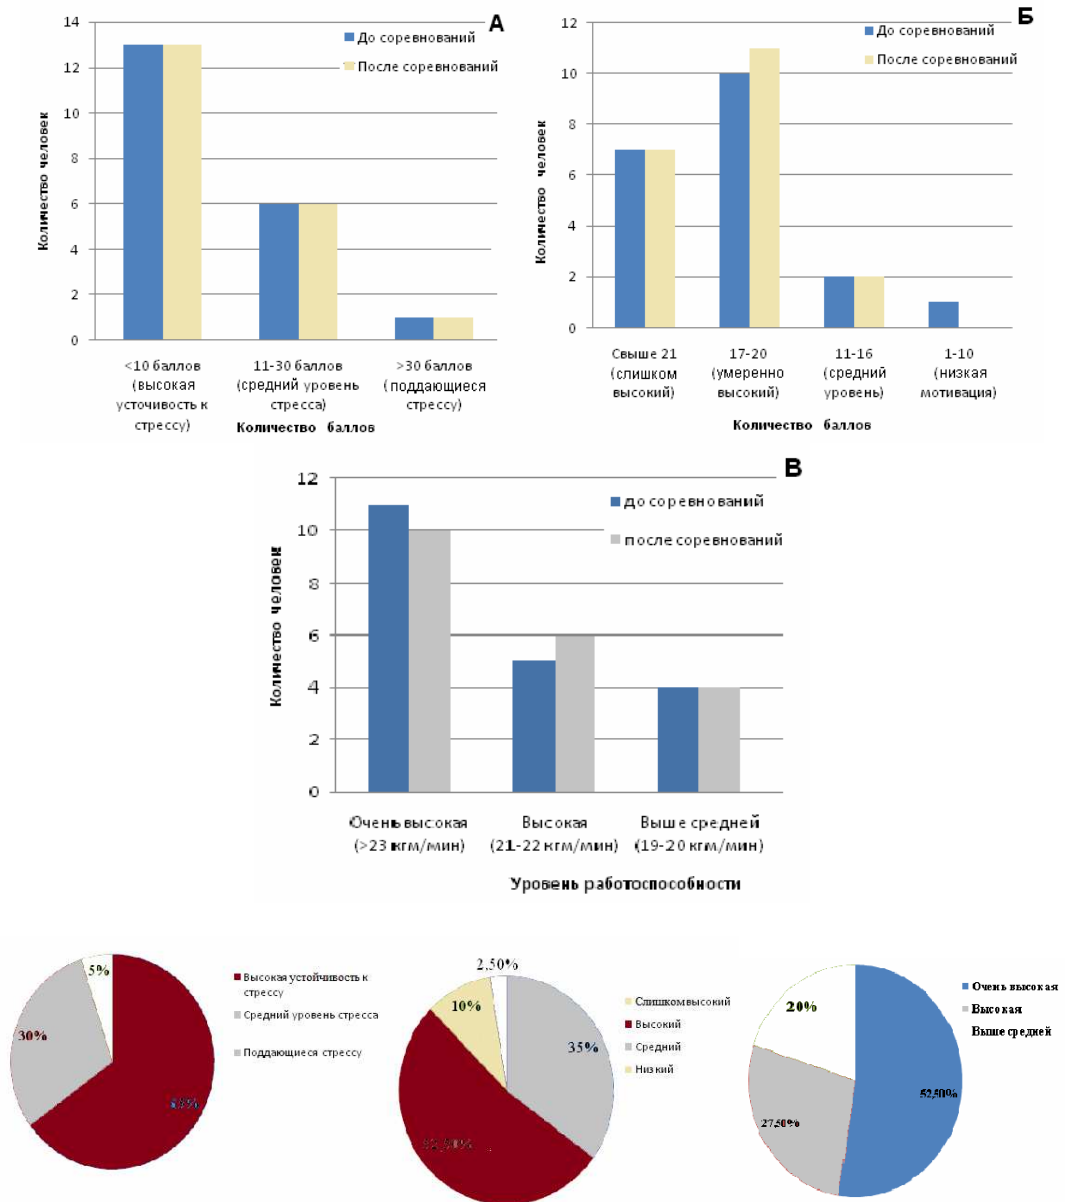 А
14
12
10
8
6
4
2
0
Количество человек
До соревнований
После соревнований
<10 баллов
(высокая
усточивость к
стрессу)
11-30 баллов
(средний уровень
стресса)
>30 баллов
(поддающиеся
стрессу)
Количество баллов
Б
12
10
8
6
4
2
0
Количество человек
До соревнований
После соревнований
Свыше 21
(слишком
высокий)
17-20
(умеренно
высокий)
11-16
(средний
уровень)
1-10
(низкая
мотивация)
Количество баллов
В
12
10
8
6
4
2
0
Количество человек
до соревнований
после соревнований
Очень высокая
(>23 кгм/мин)
Высокая
(21-22 кгм/мин)
Выше средней
(19-20 кгм/мин)
Уровень работоспособности
5%
30%
Высокая устойчивость к
стрессу
Средний уровень стресса
Поддающиеся стрессу
2,50%
10%
35%
Слишком высокий
Высокий
Средний
Низкий
20%
27,50%
52,50%
Очень высокая
Высокая
Выше средней